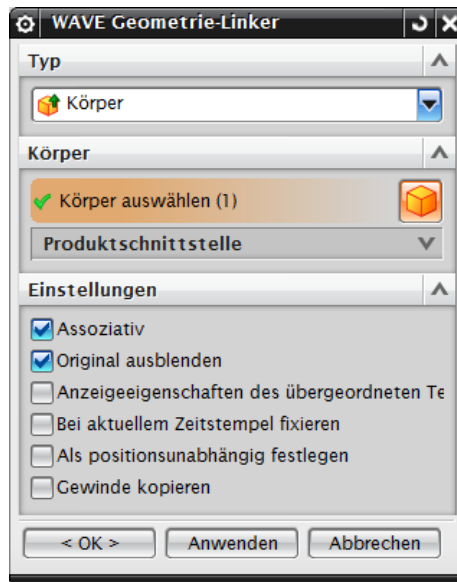 WAVE Geometrie-Linker
Typ
Körper
Körper
Körper auswählen (1)
Produktschnittstelle
Einstellungen
Assoziativ
Original ausblenden
Anzeigeeigenschaften des übergeordneten Te
Bei aktuellem Zeitstempel fixieren
Als positionsunabhängig festlegen
Gewinde kopieren
< OK > Anwenden Abbrechen